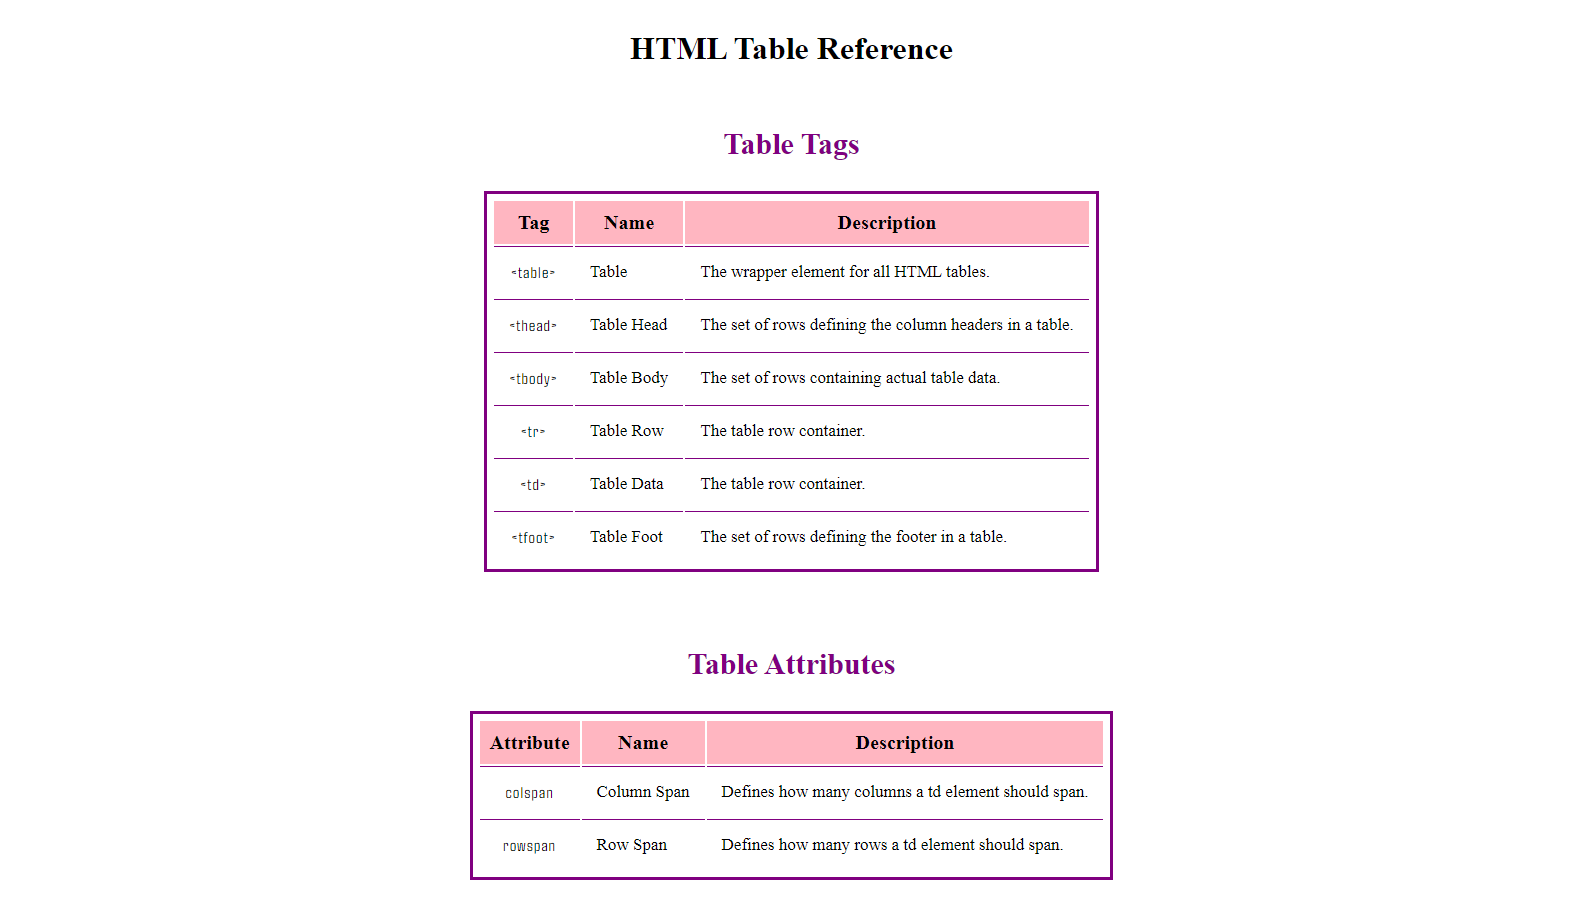 HTML Table Reference
Table Tags
Tag Name Description
<table> Table The wrapper element for all HTML tables.
<thead> Table Head The set of rows defining the column headers in a table.
<tbody> Table Body The set of rows containing actual table data.
<tr> Table Row The table row container.
<td> Table Data The table row container.
<tfoot> Table Foot The set of rows defining the footer in a table.
Table Attributes
Attribute Name Description
colspan Column Span Defines how many columns a td element should span.
rowspan Row Span Defines how many rows a td element should span.